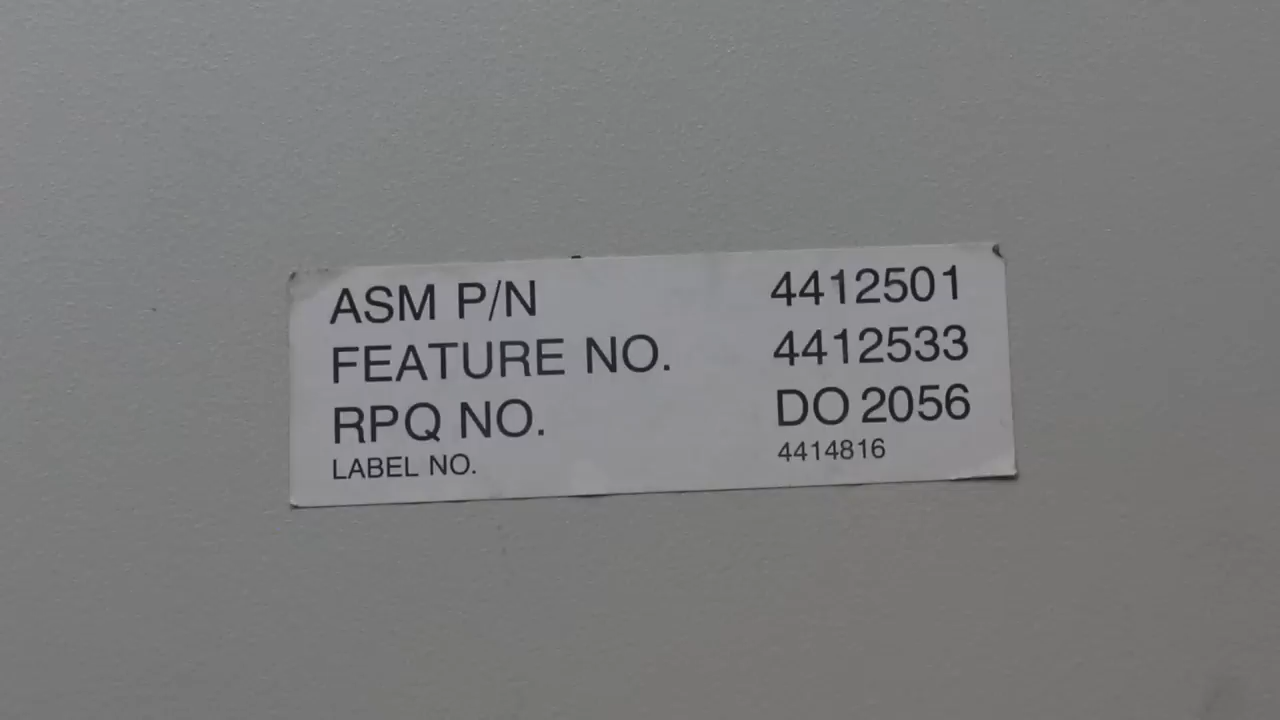 ASM P/N 4412501
FEATURE NO. 4412533
RPQ NO. DO 2056
LABEL NO. 4414816